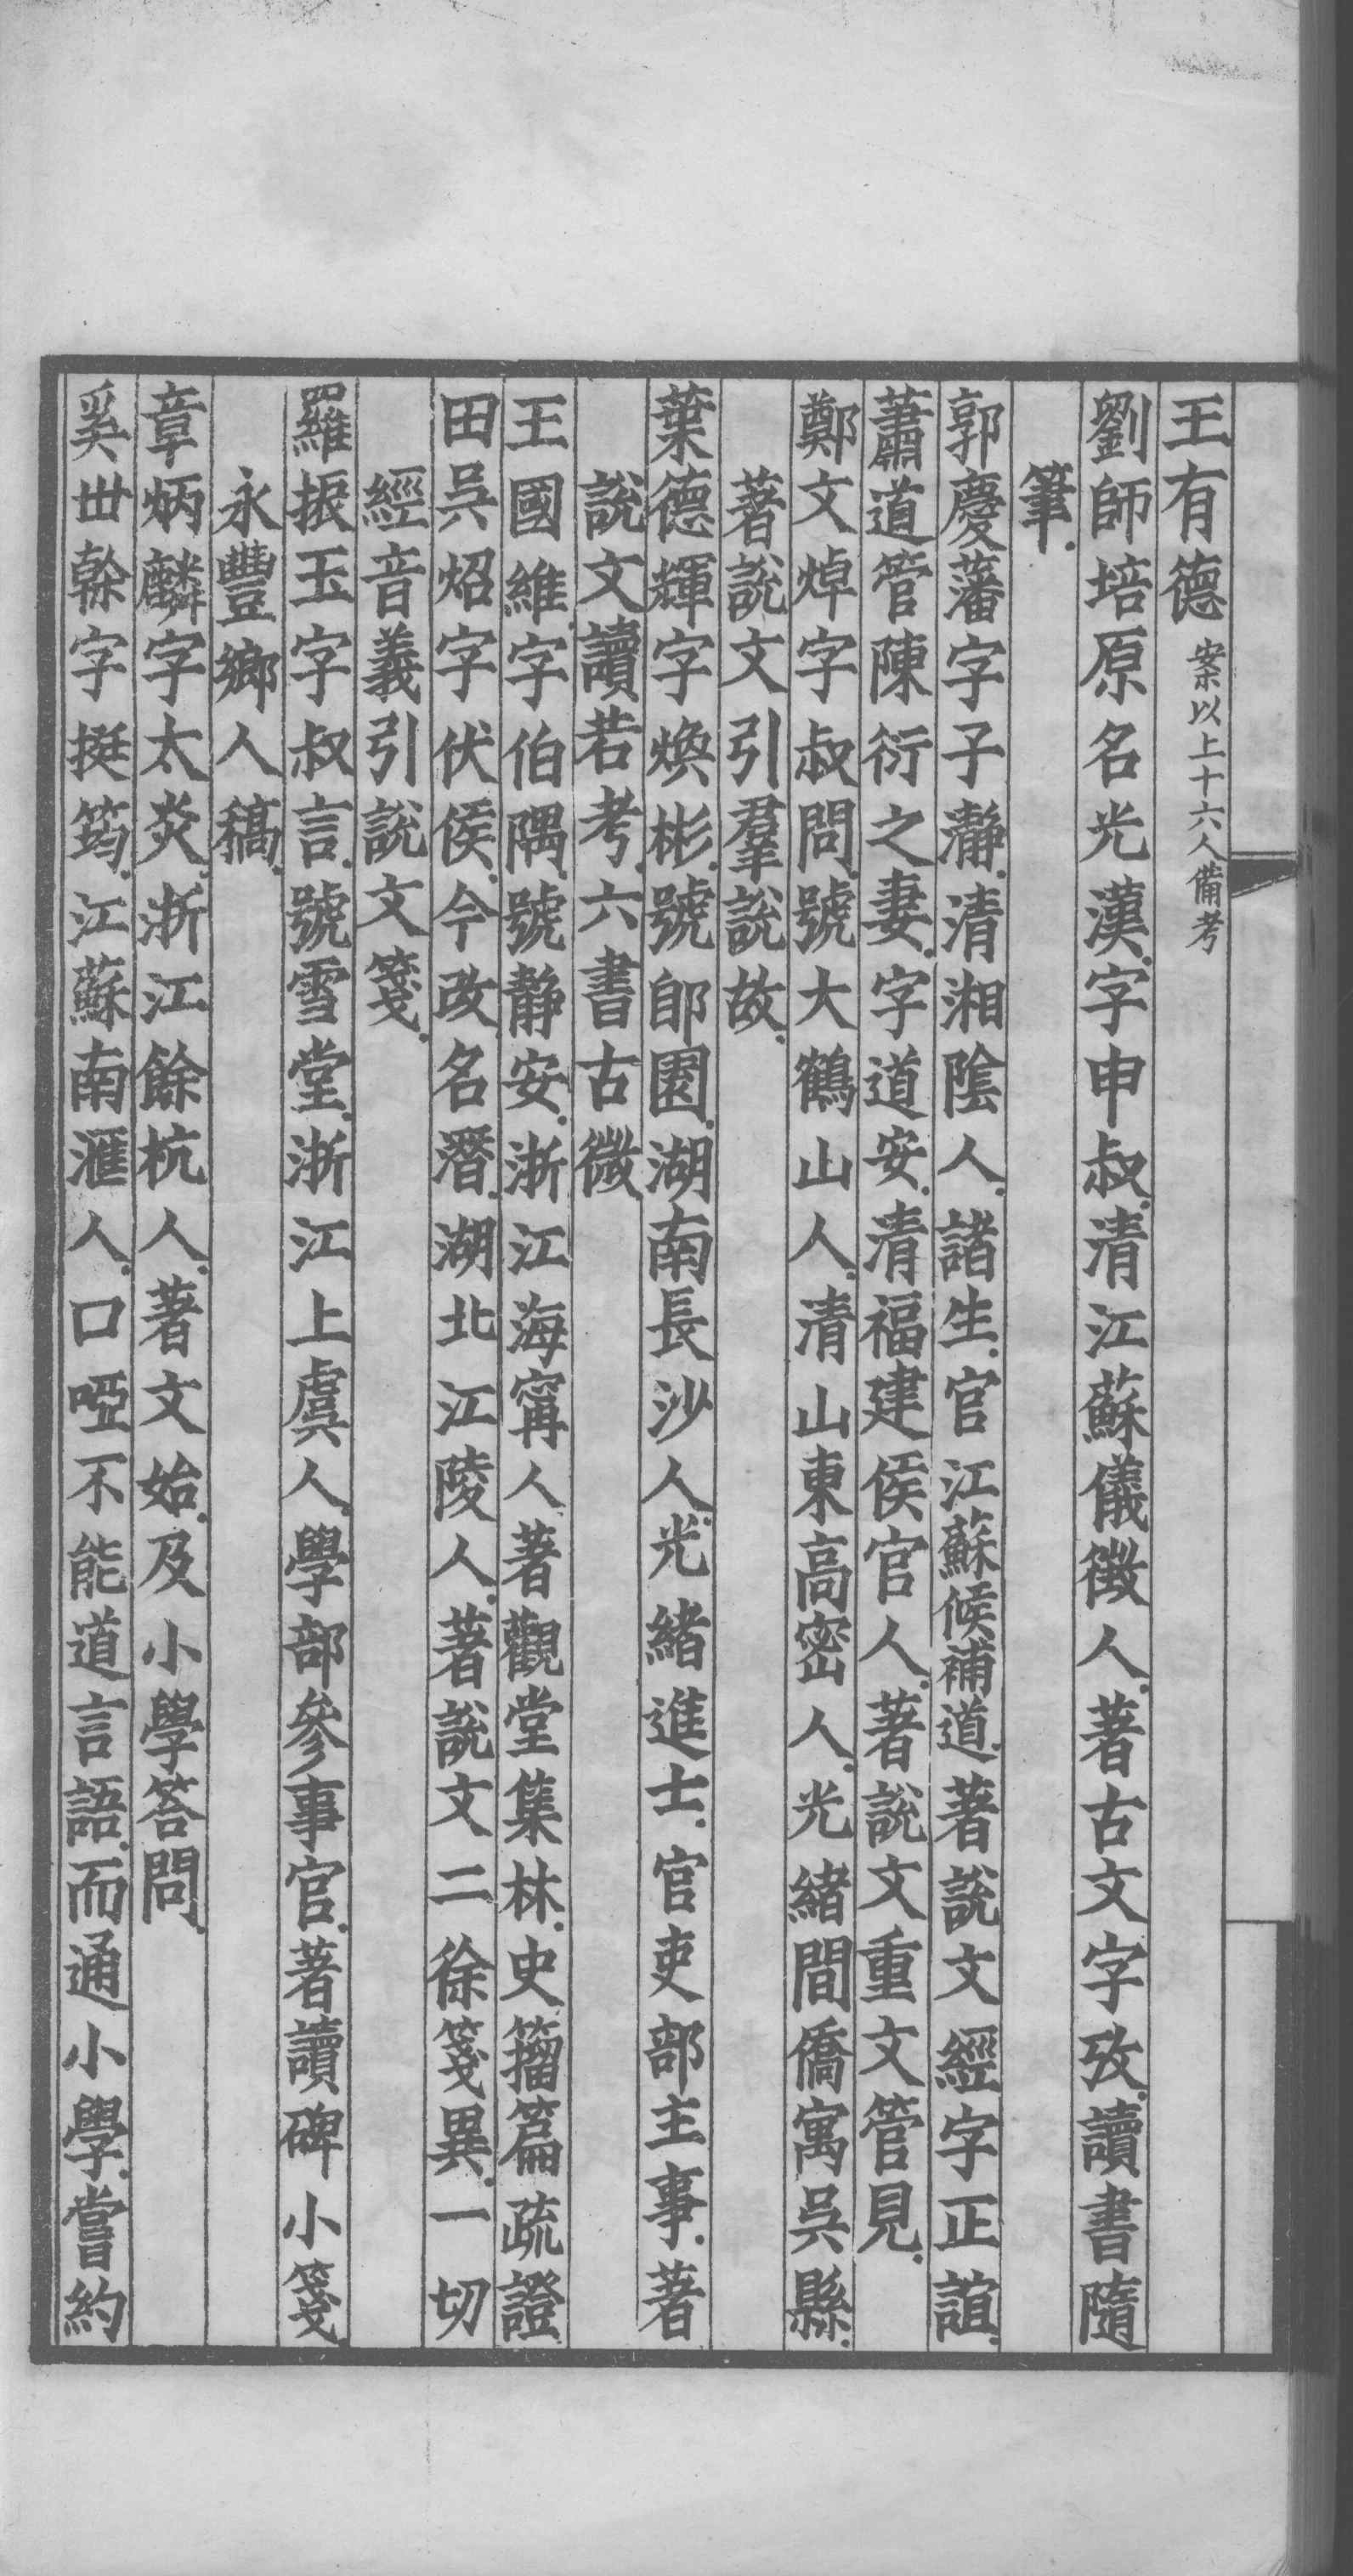 王有德案以上十六人備考
劉師培原名光漢.字申叔.清江蘇儀徵人.著古文字攷.讀書隨
筆.
郭慶藩字子瀞.清湘陰人.諸生.官江蘇候補道.著說文經字正誼.
蕭道管陳衍之妻.字道安.清福建侯官人.著說文重文管見.
鄭文焯字叔問.號大鶴山人.清山東高密人.光緒間僑寓吳縣.
著說文引羣說故.
葉德輝字煥彬.號郋園.湖南長沙人.光緒進士.官吏部主事.著
說文讀若考.六書古微.
王國維.字伯隅.號靜安.浙江海甯人.著觀堂集林.史籀篇疏證
田吳炤字伏侯.今改名潛.湖北江陵人.著說文二徐箋異.一切
經音義引說文箋.
羅振玉字叔言.號雪堂.浙江上虞人.學部參事官.著讀碑小箋
永豐鄉人稿.
章炳麟字太炎.浙江餘杭人.著文始.及小學答問.
奚世榦字挺筠.江蘇南滙人.口啞不能道言語.而通小學.嘗約